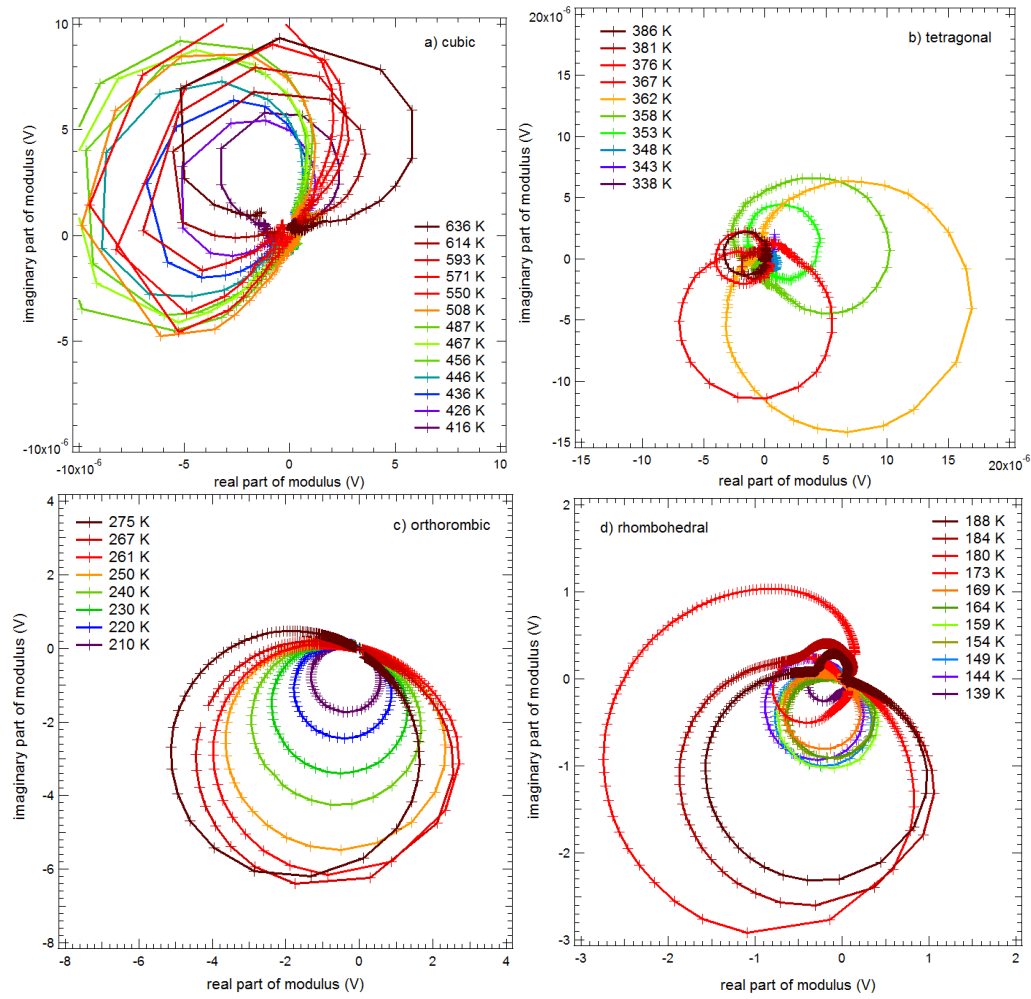 a) cubic
imaginary part of modulus (V)
10
5
0
-5
-10x10⁻⁶
636 K
614 K
593 K
571 K
550 K
508 K
487 K
467 K
456 K
446 K
436 K
426 K
416 K
-10x10⁻⁶
-5
0
5
10
real part of modulus (V)
b) tetragonal
imaginary part of modulus (V)
20x10⁻⁶
15
10
5
0
-5
-10
-15
386 K
381 K
376 K
367 K
362 K
358 K
353 K
348 K
343 K
338 K
-15
-10
-5
0
5
10
15
20x10⁻⁶
real part of modulus (V)
c) orthorombic
imaginary part of modulus (V)
4
2
0
-2
-4
-6
-8
275 K
267 K
261 K
250 K
240 K
230 K
220 K
210 K
-8
-6
-4
-2
0
2
4
real part of modulus (V)
d) rhombohedral
imaginary part of modulus (V)
2
1
0
-1
-2
-3
188 K
184 K
180 K
173 K
169 K
164 K
159 K
154 K
149 K
144 K
139 K
-3
-2
-1
0
1
2
real part of modulus (V)